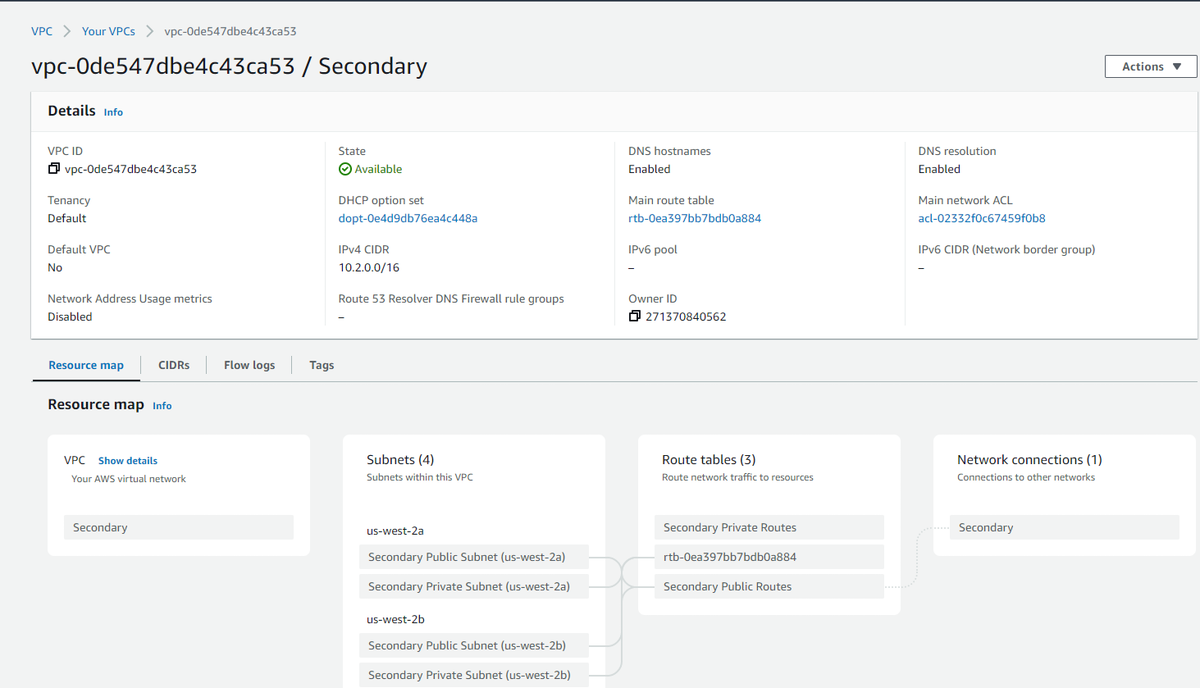 VPC > Your VPCs > vpc-0de547dbe4c43ca53
vpc-0de547dbe4c43ca53 / Secondary
Actions
Details Info
VPC ID
vpc-0de547dbe4c43ca53
State
Available
DNS hostnames
Enabled
DNS resolution
Enabled
Tenancy
Default
DHCP option set
dopt-0e4d9db76ea4c448a
Main route table
rtb-0ea397bb7bdb0a884
Main network ACL
acl-02332f0c67459f0b8
Default VPC
No
IPv4 CIDR
10.2.0.0/16
IPv6 pool
–
IPv6 CIDR (Network border group)
–
Network Address Usage metrics
Disabled
Route 53 Resolver DNS Firewall rule groups
–
Owner ID
271370840562
Resource map CIDRs Flow logs Tags
Resource map Info
VPC Show details
Your AWS virtual network
Secondary
Subnets (4)
Subnets within this VPC
us-west-2a
Secondary Public Subnet (us-west-2a)
Secondary Private Subnet (us-west-2a)
us-west-2b
Secondary Public Subnet (us-west-2b)
Secondary Private Subnet (us-west-2b)
Route tables (3)
Route network traffic to resources
Secondary Private Routes
rtb-0ea397bb7bdb0a884
Secondary Public Routes
Network connections (1)
Connections to other networks
Secondary